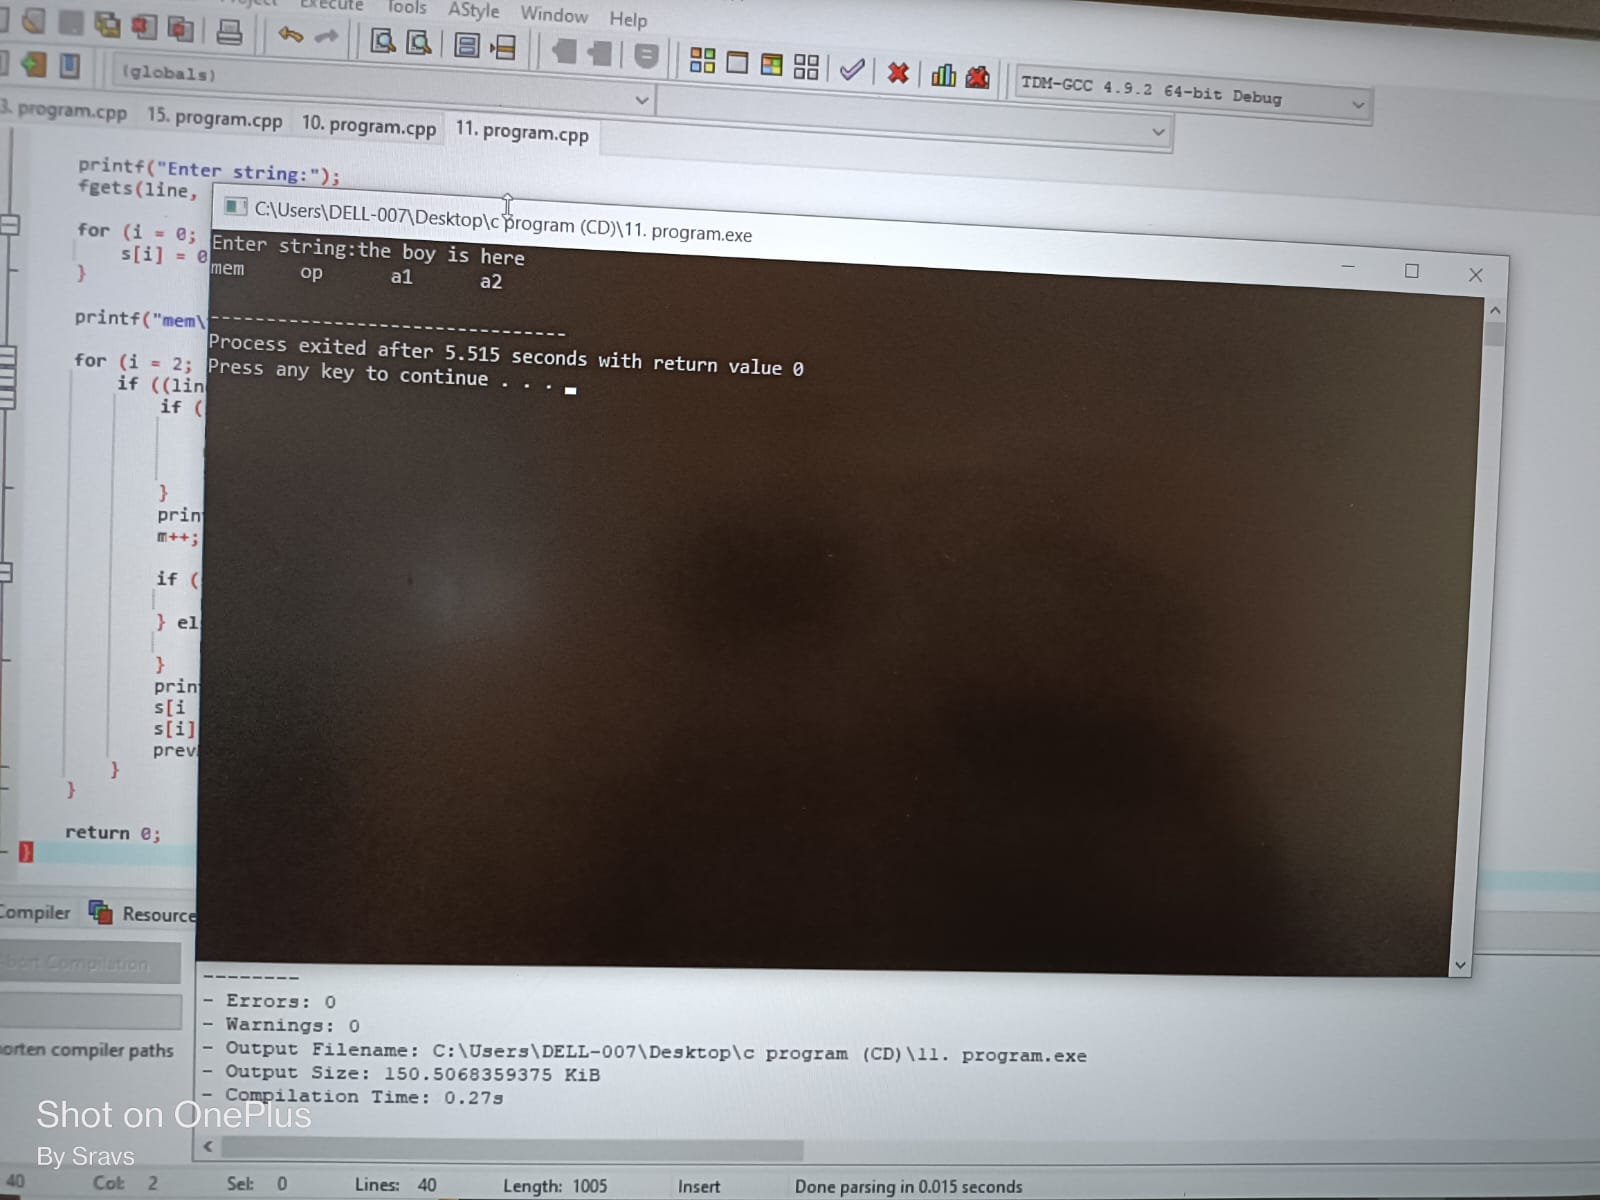 Execute Tools AStyle Window Help
(globals)
TDM-GCC 4.9.2 64-bit Debug
3. program.cpp 15. program.cpp 10. program.cpp 11. program.cpp
printf("Enter string:");
fgets(line,
for (i = 0;
s[i] = 0
}
printf("mem\
for (i = 2;
if ((lin
if (
}
prin
m++;
if (
} el
}
prin
s[i
s[i]
prev
}
}
return 0;
}
C:\Users\DELL-007\Desktop\c program (CD)\11. program.exe
Enter string:the boy is here
mem op a1 a2
--------------------------------
Process exited after 5.515 seconds with return value 0
Press any key to continue . . .
Compiler Resource
Abort Compilation
orten compiler paths
--------
- Errors: 0
- Warnings: 0
- Output Filename: C:\Users\DELL-007\Desktop\c program (CD)\11. program.exe
- Output Size: 150.5068359375 KiB
- Compilation Time: 0.27s
Shot on OnePlus
By Sravs
40 Col: 2 Sel: 0 Lines: 40 Length: 1005 Insert Done parsing in 0.015 seconds